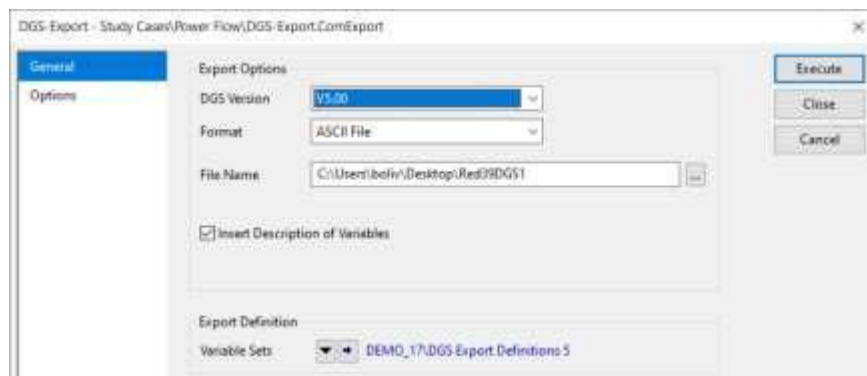 DGS-Export - Study Cases\Power Flow\DGS-Export.ComExport
General
Options
Export Options
DGS Version V5.00
Format ASCII File
File Name C:\Users\boliv\Desktop\Red39DGS1 ...
Insert Description of Variables
Export Definition
Variable Sets DEMO_17\DGS Export Definitions 5
Execute
Close
Cancel